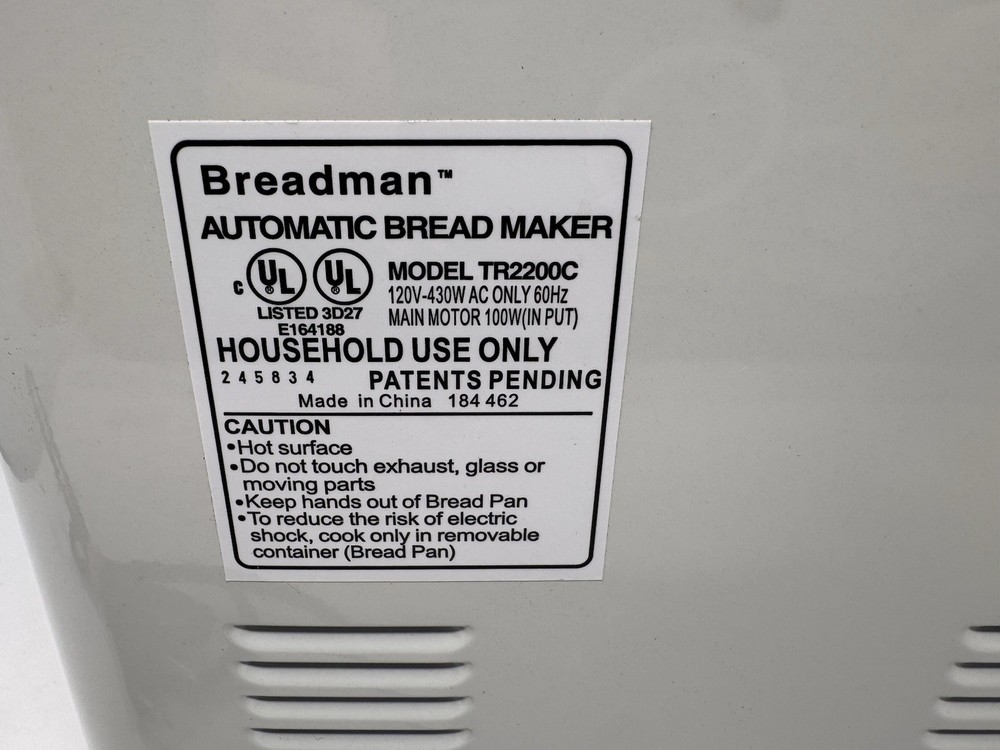 Breadman™
AUTOMATIC BREAD MAKER
C UL® UL®
LISTED 3D27
E164188
MODEL TR2200C
120V-430W AC ONLY 60Hz
MAIN MOTOR 100W(IN PUT)
HOUSEHOLD USE ONLY
245834 PATENTS PENDING
Made in China 184 462
CAUTION
•Hot surface
•Do not touch exhaust, glass or
moving parts
•Keep hands out of Bread Pan
•To reduce the risk of electric
shock, cook only in removable
container (Bread Pan)